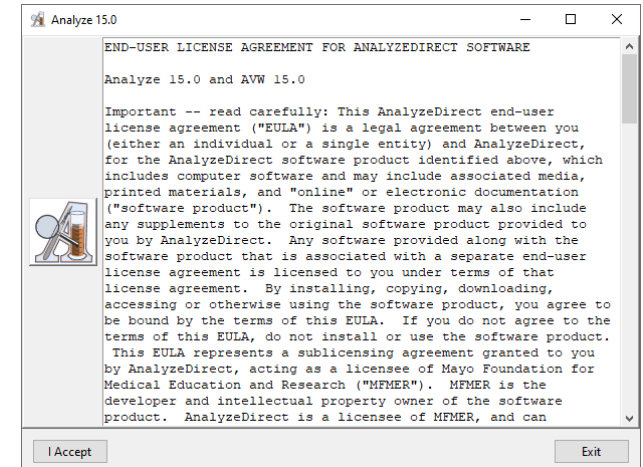 Analyze 15.0
END-USER LICENSE AGREEMENT FOR ANALYZEDIRECT SOFTWARE
Analyze 15.0 and AVW 15.0
Important -- read carefully: This AnalyzeDirect end-user
license agreement ("EULA") is a legal agreement between you
(either an individual or a single entity) and AnalyzeDirect,
for the AnalyzeDirect software product identified above, which
includes computer software and may include associated media,
printed materials, and "online" or electronic documentation
("software product").  The software product may also include
any supplements to the original software product provided to
you by AnalyzeDirect.  Any software provided along with the
software product that is associated with a separate end-user
license agreement is licensed to you under terms of that
license agreement.  By installing, copying, downloading,
accessing or otherwise using the software product, you agree to
be bound by the terms of this EULA.  If you do not agree to the
terms of this EULA, do not install or use the software product.
This EULA represents a sublicensing agreement granted to you
by AnalyzeDirect, acting as a licensee of Mayo Foundation for
Medical Education and Research ("MFMER").  MFMER is the
developer and intellectual property owner of the software
product.  AnalyzeDirect is a licensee of MFMER, and can
I Accept
Exit